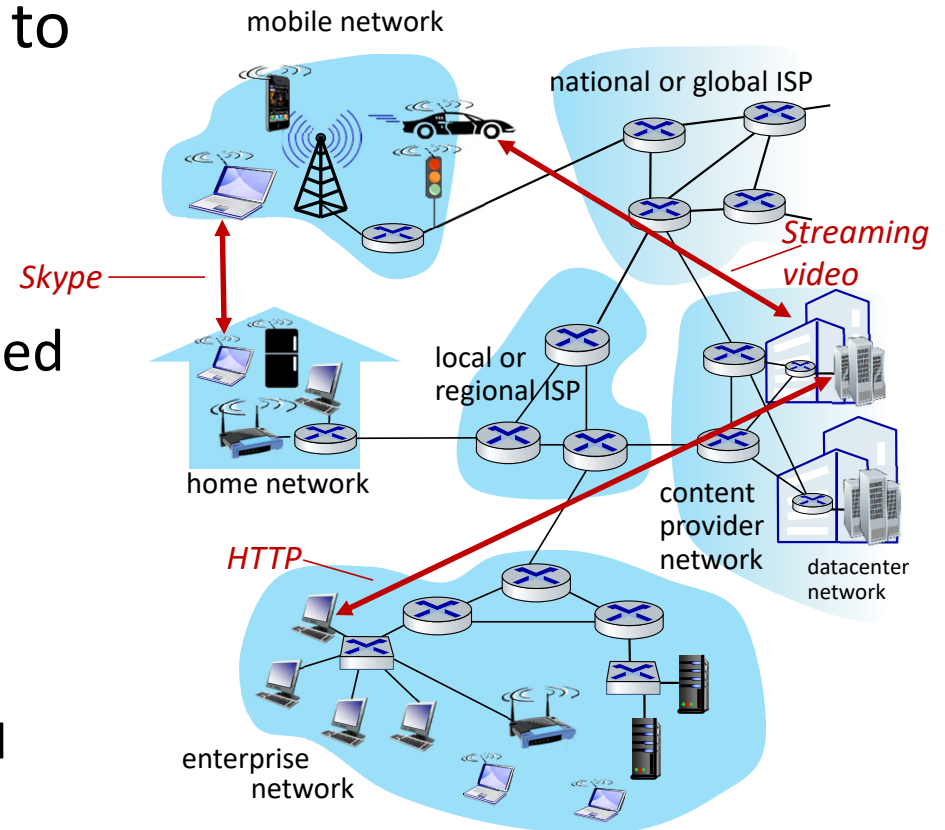 to
mobile network
national or global ISP
Streaming
video
Skype
ed
local or
regional ISP
home network
content
provider
network
datacenter
network
HTTP
enterprise
network